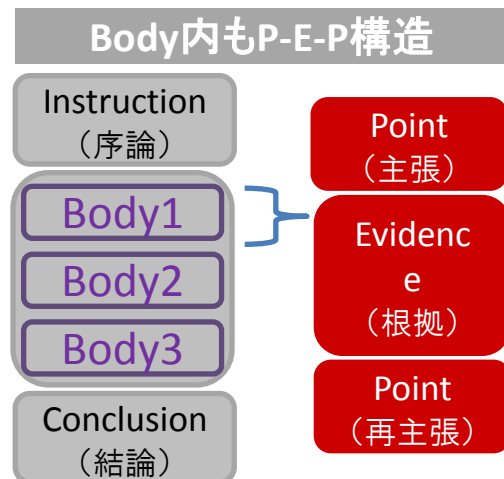 Body内もP-E-P構造
Instruction
（序論）
Body1
Body2
Body3
Conclusion
（結論）
Point
（主張）
Evidenc
e
（根拠）
Point
（再主張）